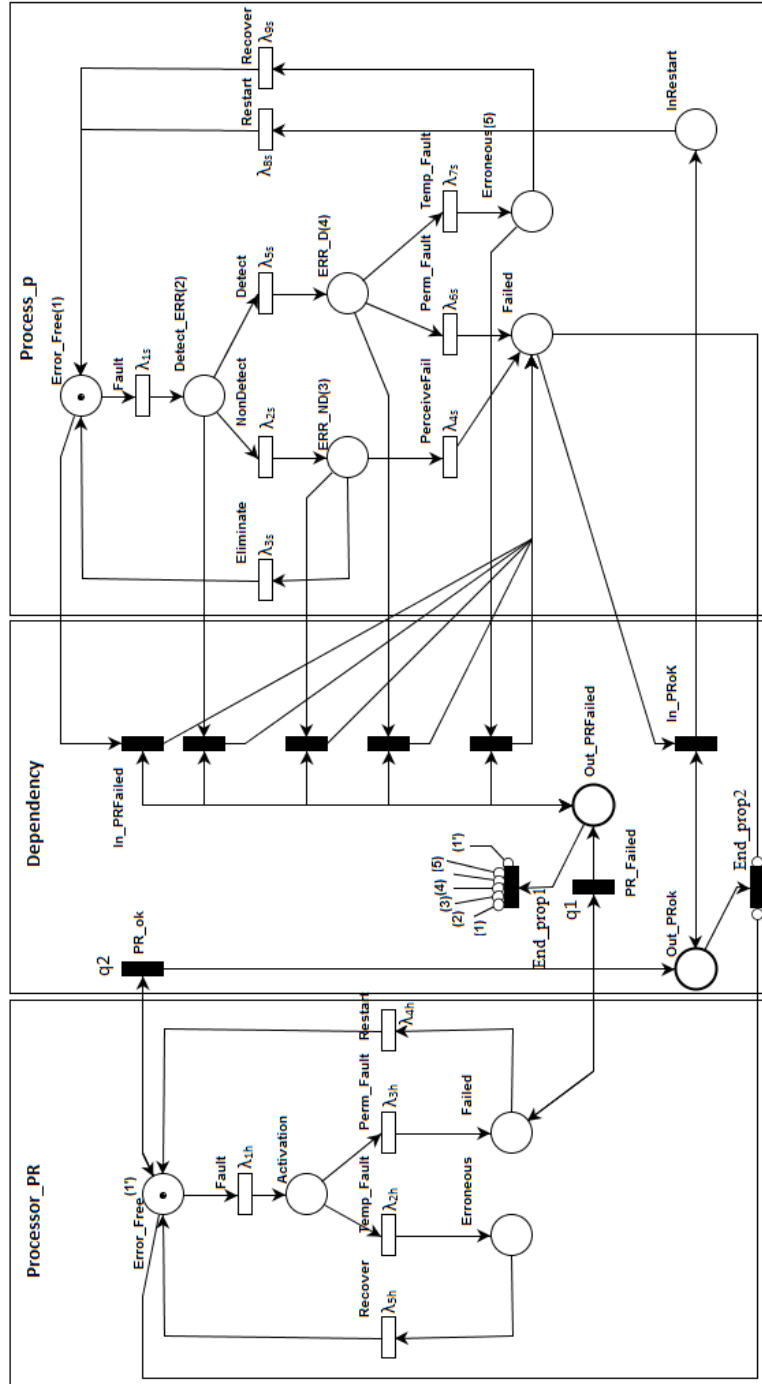 Processor_PR
Error_Free(1')
Fault
λ1h
Activation
Temp_Fault
λ2h
Perm_Fault
λ3h
Recover
λ5h
Restart
λ4h
Erroneous
Failed
Dependency
q2
PR_ok
In_PRFailed
(1)
(2)
(3)
(4)
(5)
(1')
End_prop1
Out_PRFailed
q1
PR_Failed
Out_PRok
In_PRoK
End_prop2
Process_p
Error_Free(1)
Fault
λ1s
Detect_ERR(2)
Eliminate
λ3s
NonDetect
λ2s
Detect
λ5s
Restart
λ8s
Recover
λ9s
ERR_ND(3)
ERR_D(4)
PerceiveFail
λ4s
Perm_Fault
λ6s
Temp_Fault
λ7s
Failed
Erroneous(5)
InRestart